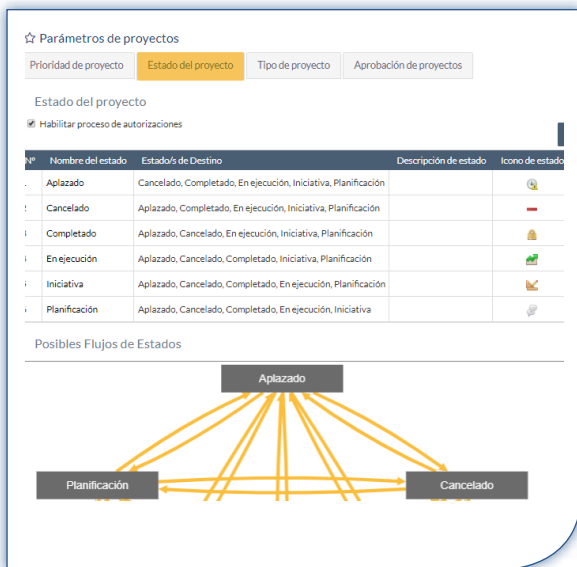 Parámetros de proyectos
Prioridad de proyecto Estado del proyecto Tipo de proyecto Aprobación de proyectos
Estado del proyecto
Habilitar proceso de autorizaciones
Nº Nombre del estado Estado/s de Destino Descripción de estado Icono de estado
Aplazado Cancelado, Completado, En ejecución, Iniciativa, Planificación
Cancelado Aplazado, Completado, En ejecución, Iniciativa, Planificación
Completado Aplazado, Cancelado, En ejecución, Iniciativa, Planificación
En ejecución Aplazado, Cancelado, Completado, Iniciativa, Planificación
Iniciativa Aplazado, Cancelado, Completado, En ejecución, Planificación
Planificación Aplazado, Cancelado, Completado, En ejecución, Iniciativa
Posibles Flujos de Estados
Aplazado
Planificación Cancelado